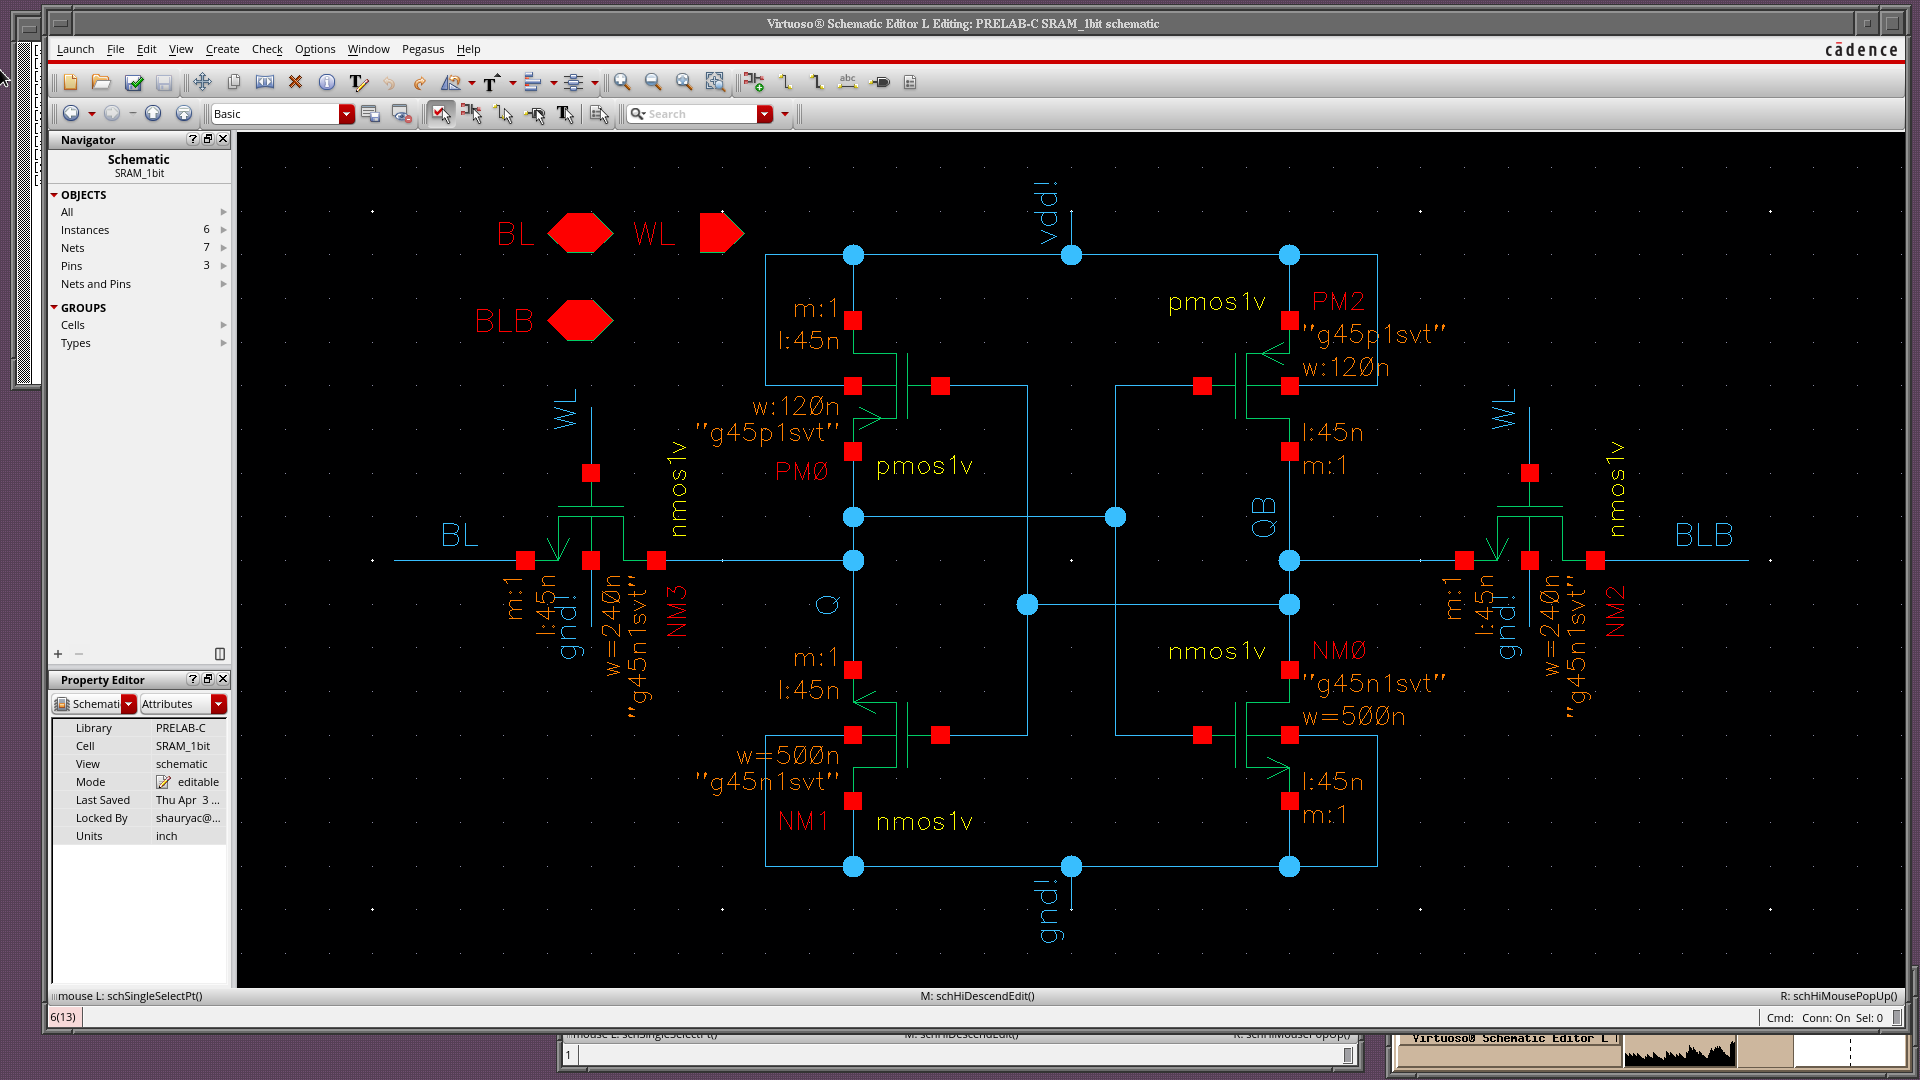 Virtuoso® Schematic Editor L Editing: PRELAB-C SRAM_1bit schematic
Launch File Edit View Create Check Options Window Pegasus Help
cādence
abc
Basic
Search
Navigator
Schematic
SRAM_1bit
OBJECTS
All
Instances 6
Nets 7
Pins 3
Nets and Pins
GROUPS
Cells
Types
Property Editor
Schemati Attributes
Library PRELAB-C
Cell SRAM_1bit
View schematic
Mode editable
Last Saved Thu Apr 3 ...
Locked By shauryac@...
Units inch
BL
WL
BLB
vdd!
m:1
l:45n
w:120n
"g45p1svt"
PM0
pmos1v
pmos1v
PM2
"g45p1svt"
w:120n
l:45n
m:1
WL
nmos1v
BL
m:1
l:45n
gnd!
w=240n
"g45n1svt"
NM3
Q
QB
WL
nmos1v
BLB
m:1
l:45n
gnd!
w=240n
"g45n1svt"
NM2
m:1
l:45n
w=500n
"g45n1svt"
NM1
nmos1v
nmos1v
NM0
"g45n1svt"
w=500n
l:45n
m:1
gnd!
mouse L: schSingleSelectPt() M: schHiDescendEdit() R: schHiMousePopUp()
6(13) Cmd: Conn: On Sel: 0
mouse L: schSingleSelectPt() M: schHiDescendEdit() R: schHiMousePopUp()
1
Virtuoso® Schematic Editor L